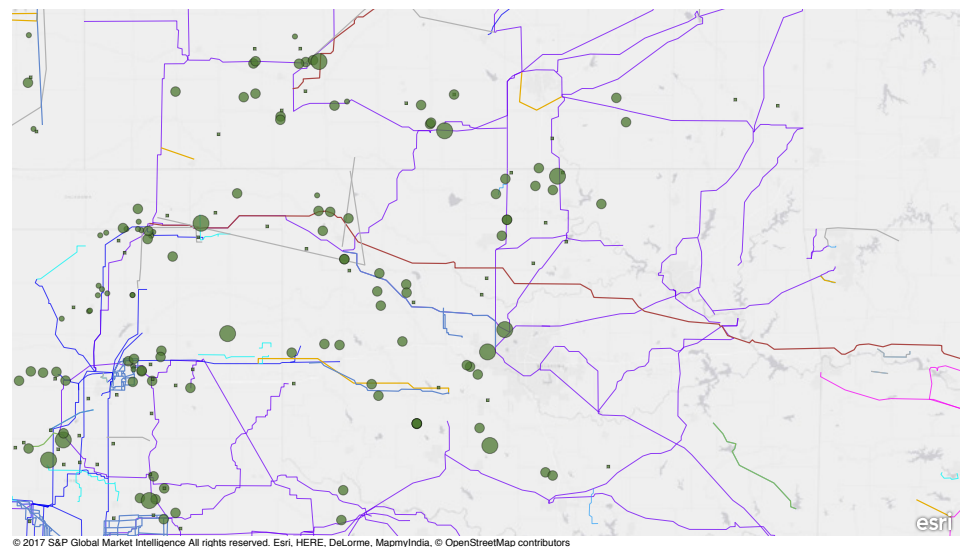 esri
© 2017 S&P Global Market Intelligence All rights reserved. Esri, HERE, DeLorme, MapmyIndia, © OpenStreetMap contributors